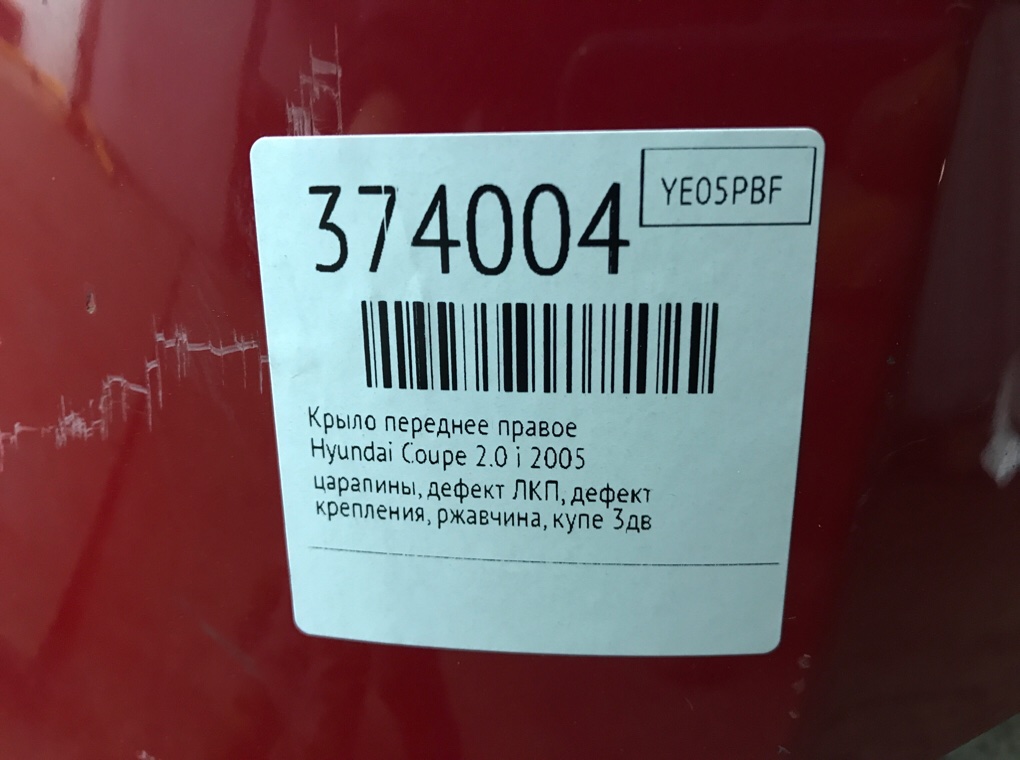 374004
YE05PBF
Крыло переднее правое
Hyundai Coupe 2.0 i 2005
царапины, дефект ЛКП, дефект
крепления, ржавчина, купе 3дв